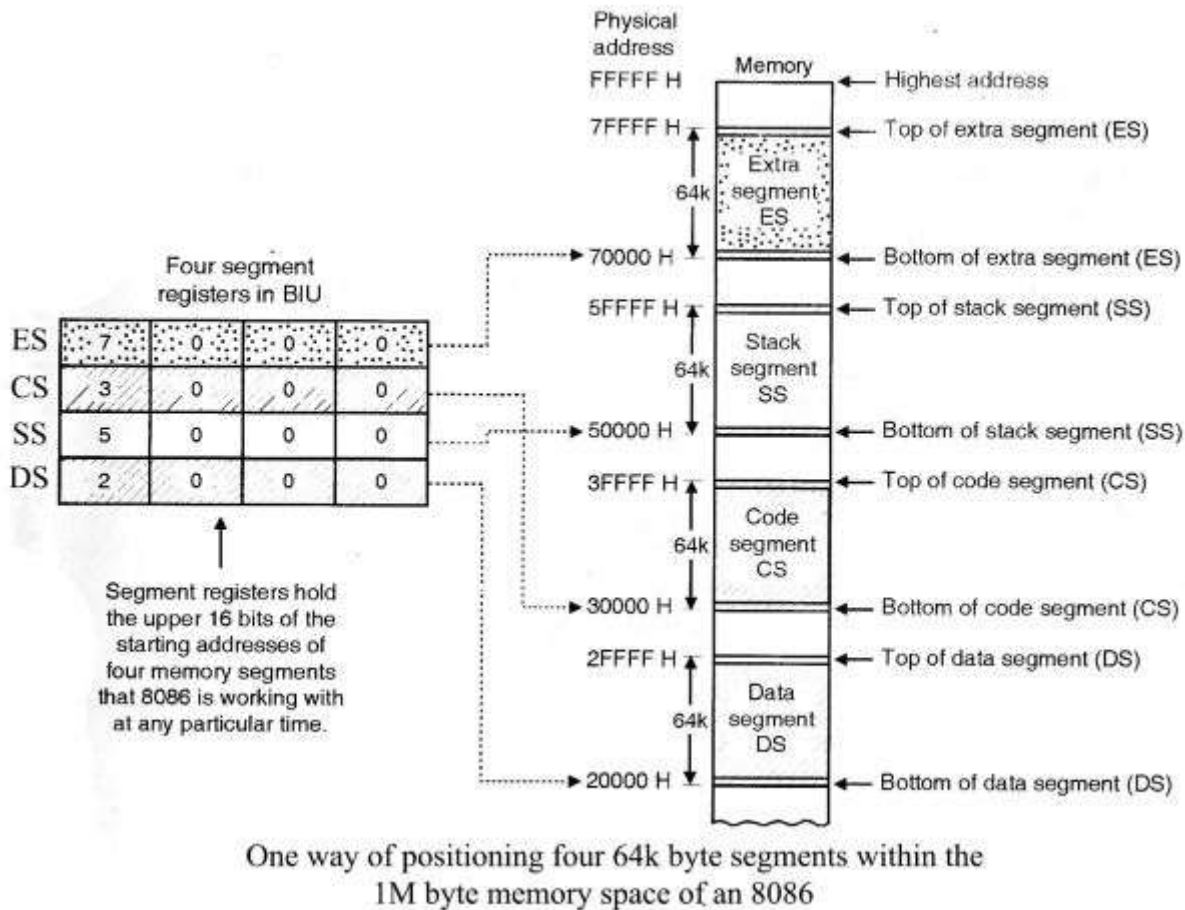 Physical
address
FFFFF H
Memory
Highest address
7FFFF H
Top of extra segment (ES)
Extra
segment
ES
64k
70000 H
Bottom of extra segment (ES)
Four segment
registers in BIU
5FFFF H
Top of stack segment (SS)
ES 7 0 0 0
CS 3 0 0 0
SS 5 0 0 0
DS 2 0 0 0
Stack
segment
SS
64k
50000 H
Bottom of stack segment (SS)
3FFFF H
Top of code segment (CS)
Code
segment
CS
64k
30000 H
Bottom of code segment (CS)
Segment registers hold
the upper 16 bits of the
starting addresses of
four memory segments
that 8086 is working with
at any particular time.
2FFFF H
Top of data segment (DS)
Data
segment
DS
64k
20000 H
Bottom of data segment (DS)
One way of positioning four 64k byte segments within the
1M byte memory space of an 8086